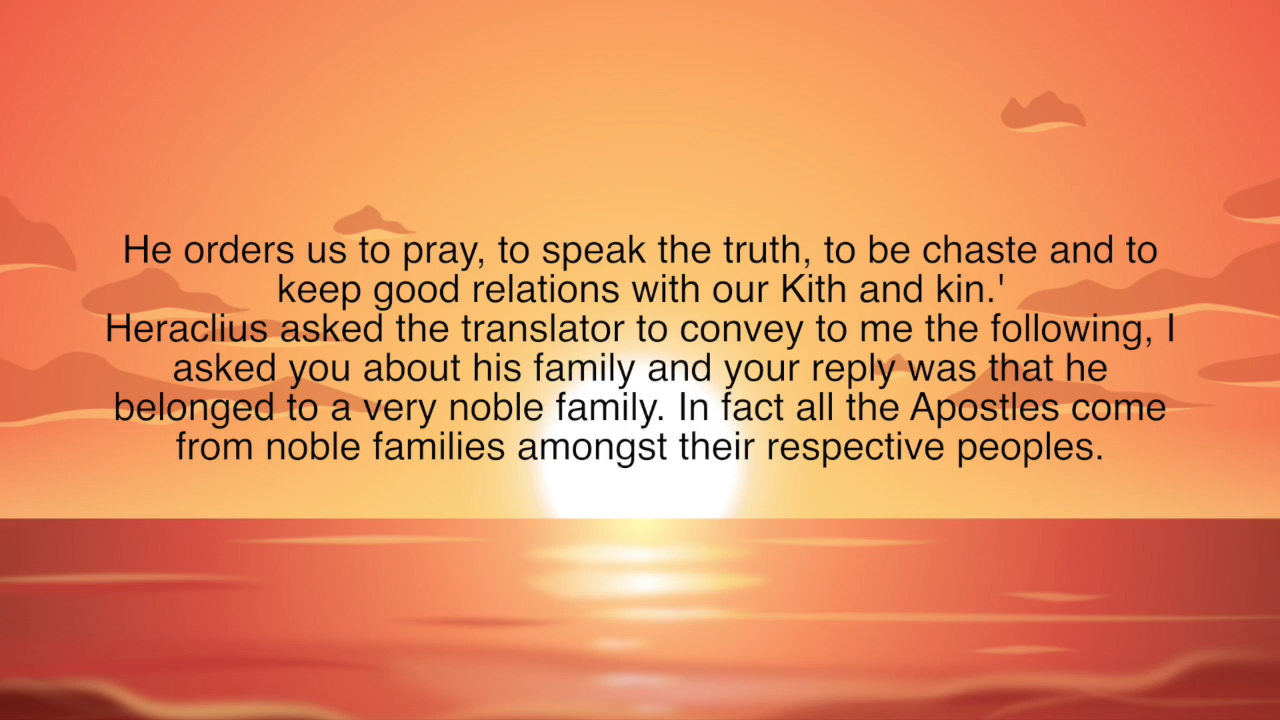 He orders us to pray, to speak the truth, to be chaste and to
keep good relations with our Kith and kin.'
Heraclius asked the translator to convey to me the following, I
asked you about his family and your reply was that he
belonged to a very noble family. In fact all the Apostles come
from noble families amongst their respective peoples.